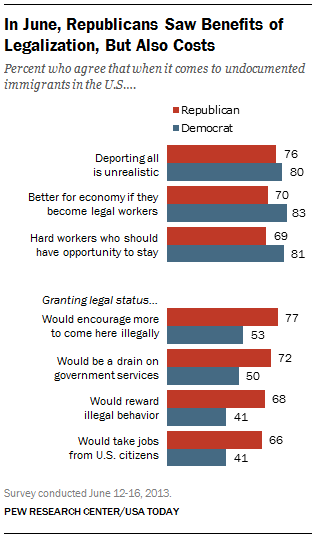 In June, Republicans Saw Benefits of
Legalization, But Also Costs
Percent who agree that when it comes to undocumented
immigrants in the U.S....
Republican
Democrat
Deporting all
is unrealistic
76
80
Better for economy if they
become legal workers
70
83
Hard workers who should
have opportunity to stay
69
81
Granting legal status...
Would encourage more
to come here illegally
77
53
Would be a drain on
government services
72
50
Would reward
illegal behavior
68
41
Would take jobs
from U.S. citizens
66
41
Survey conducted June 12-16, 2013.
PEW RESEARCH CENTER/USA TODAY